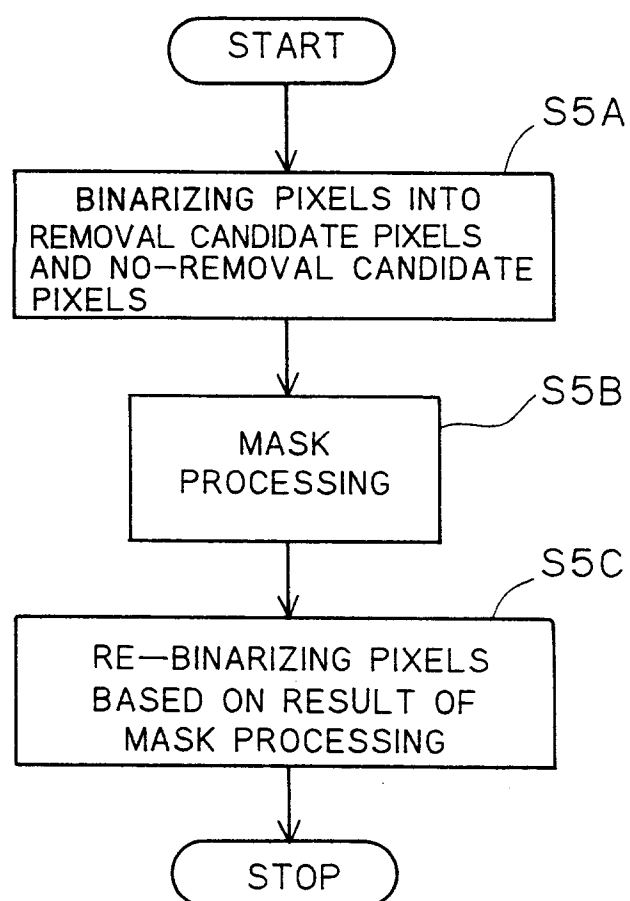 START
S5A
BINARIZING PIXELS INTO
REMOVAL CANDIDATE PIXELS
AND NO-REMOVAL CANDIDATE
PIXELS
S5B
MASK
PROCESSING
S5C
RE-BINARIZING PIXELS
BASED ON RESULT OF
MASK PROCESSING
STOP